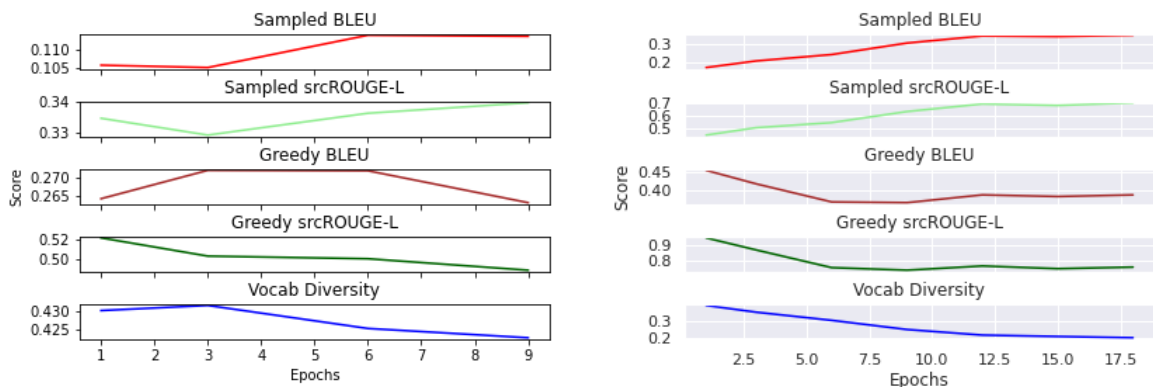 Sampled BLEU
0.110
0.105
Sampled srcROUGE-L
0.34
0.33
Greedy BLEU
0.270
0.265
Score
Greedy srcROUGE-L
0.52
0.50
Vocab Diversity
0.430
0.425
1 2 3 4 5 6 7 8 9
Epochs
Sampled BLEU
0.3
0.2
Sampled srcROUGE-L
0.7
0.6
0.5
Greedy BLEU
0.45
0.40
Score
Greedy srcROUGE-L
0.9
0.8
Vocab Diversity
0.3
0.2
2.5 5.0 7.5 10.0 12.5 15.0 17.5
Epochs